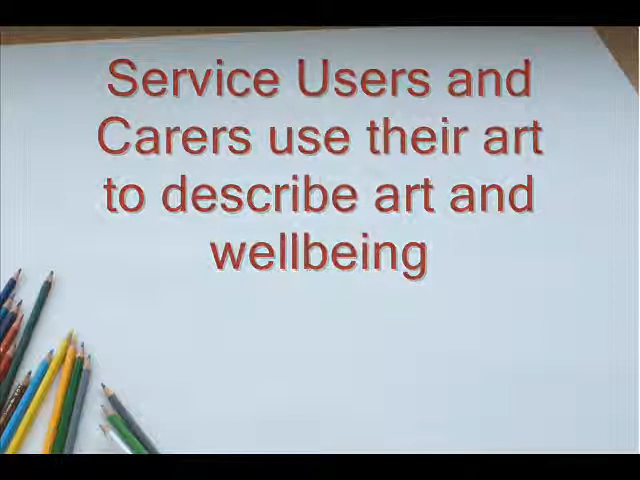 Service Users and
Carers use their art
to describe art and
wellbeing